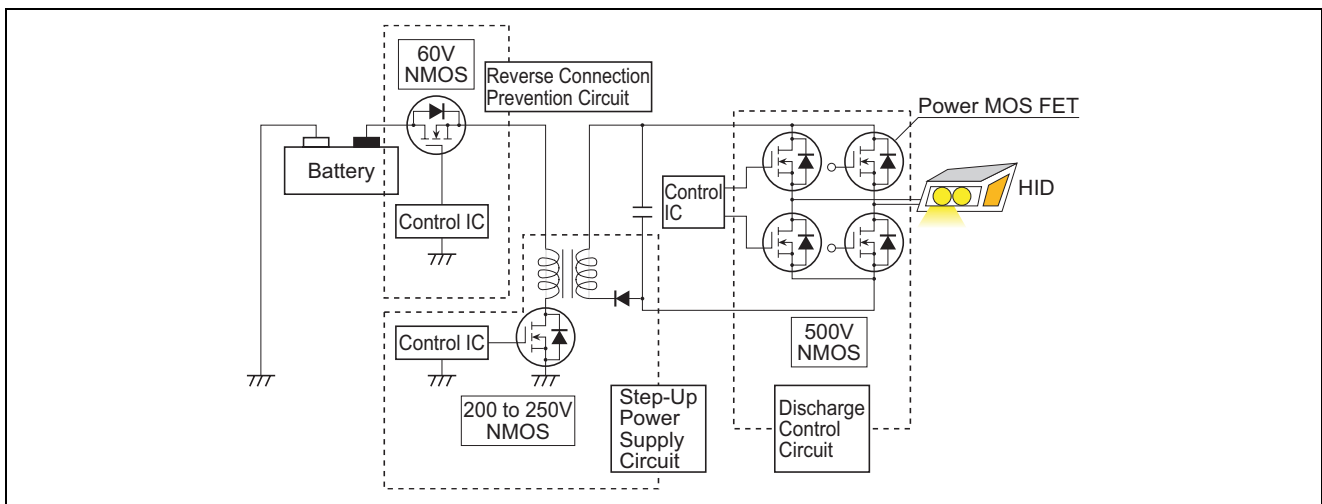 60V
NMOS
Reverse Connection
Prevention Circuit
Power MOS FET
Battery
Control
IC
HID
Control IC
Control IC
500V
NMOS
200 to 250V
NMOS
Step-Up
Power
Supply
Circuit
Discharge
Control
Circuit